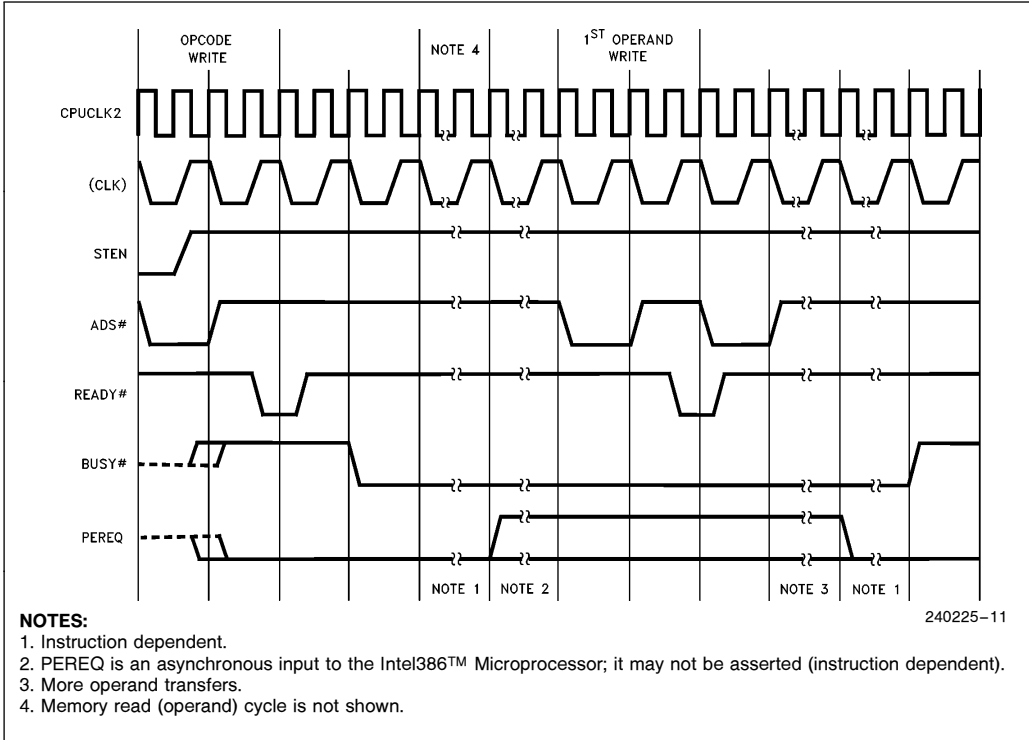 OPCODE
WRITE
NOTE 4
1ST OPERAND
WRITE
CPUCLK2
(CLK)
STEN
ADS#
READY#
BUSY#
PEREQ
NOTE 1
NOTE 2
NOTE 3
NOTE 1
240225–11
NOTES:
1. Instruction dependent.
2. PEREQ is an asynchronous input to the Intel386TM Microprocessor; it may not be asserted (instruction dependent).
3. More operand transfers.
4. Memory read (operand) cycle is not shown.